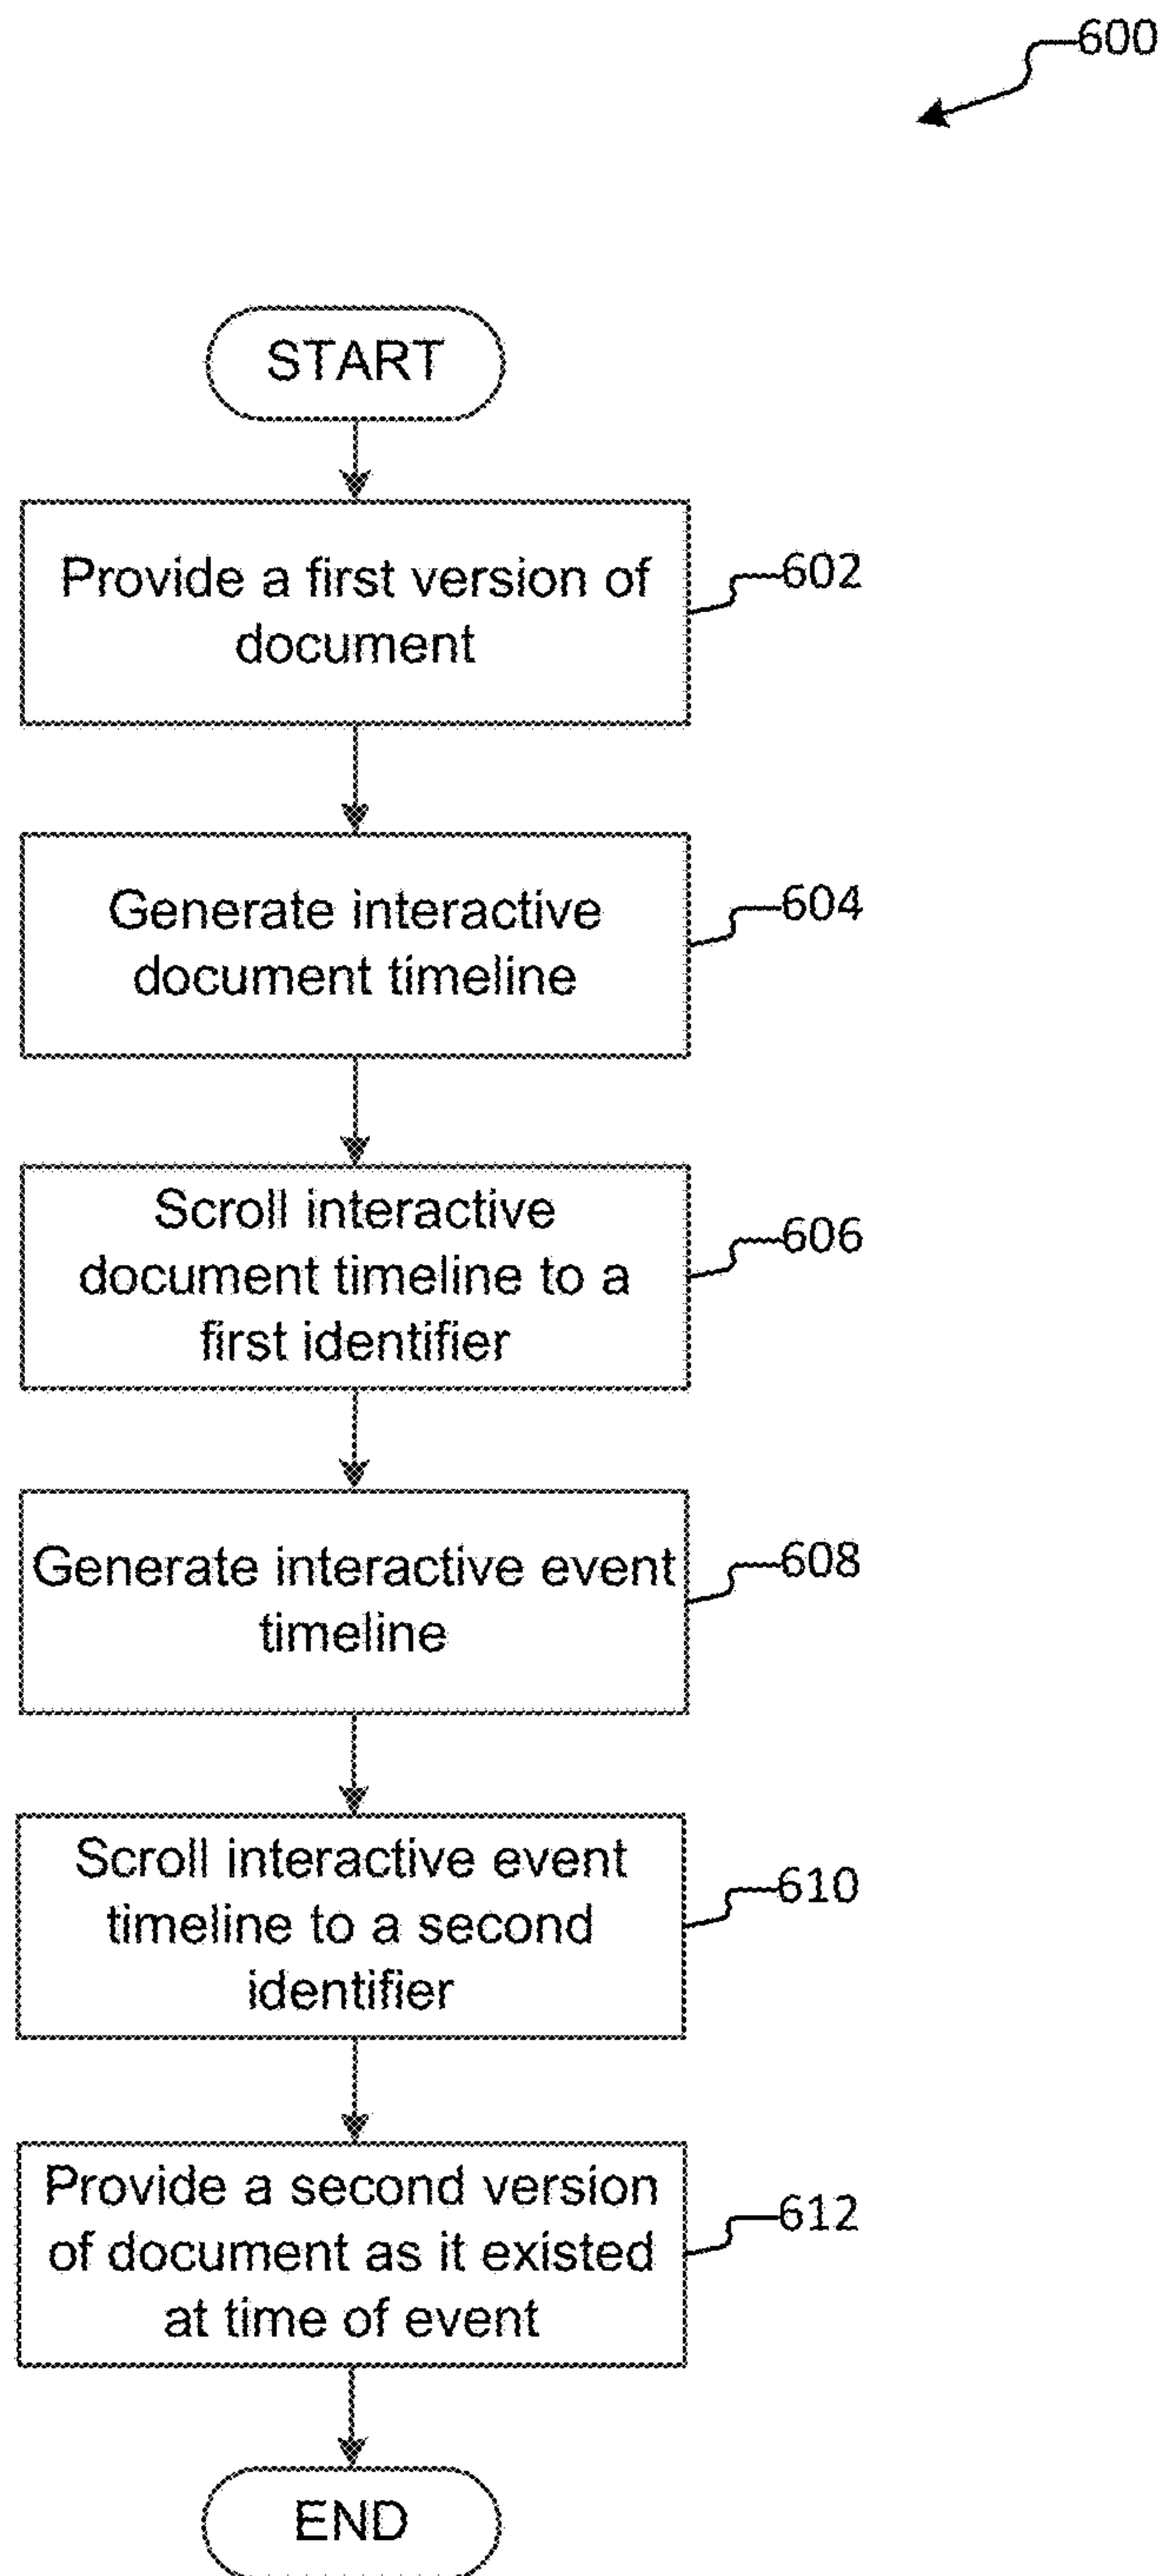 600
START
Provide a first version of
document
602
Generate interactive
document timeline
604
Scroll interactive
document timeline to a
first identifier
606
Generate interactive event
timeline
608
Scroll interactive event
timeline to a second
identifier
610
Provide a second version
of document as it existed
at time of event
612
END